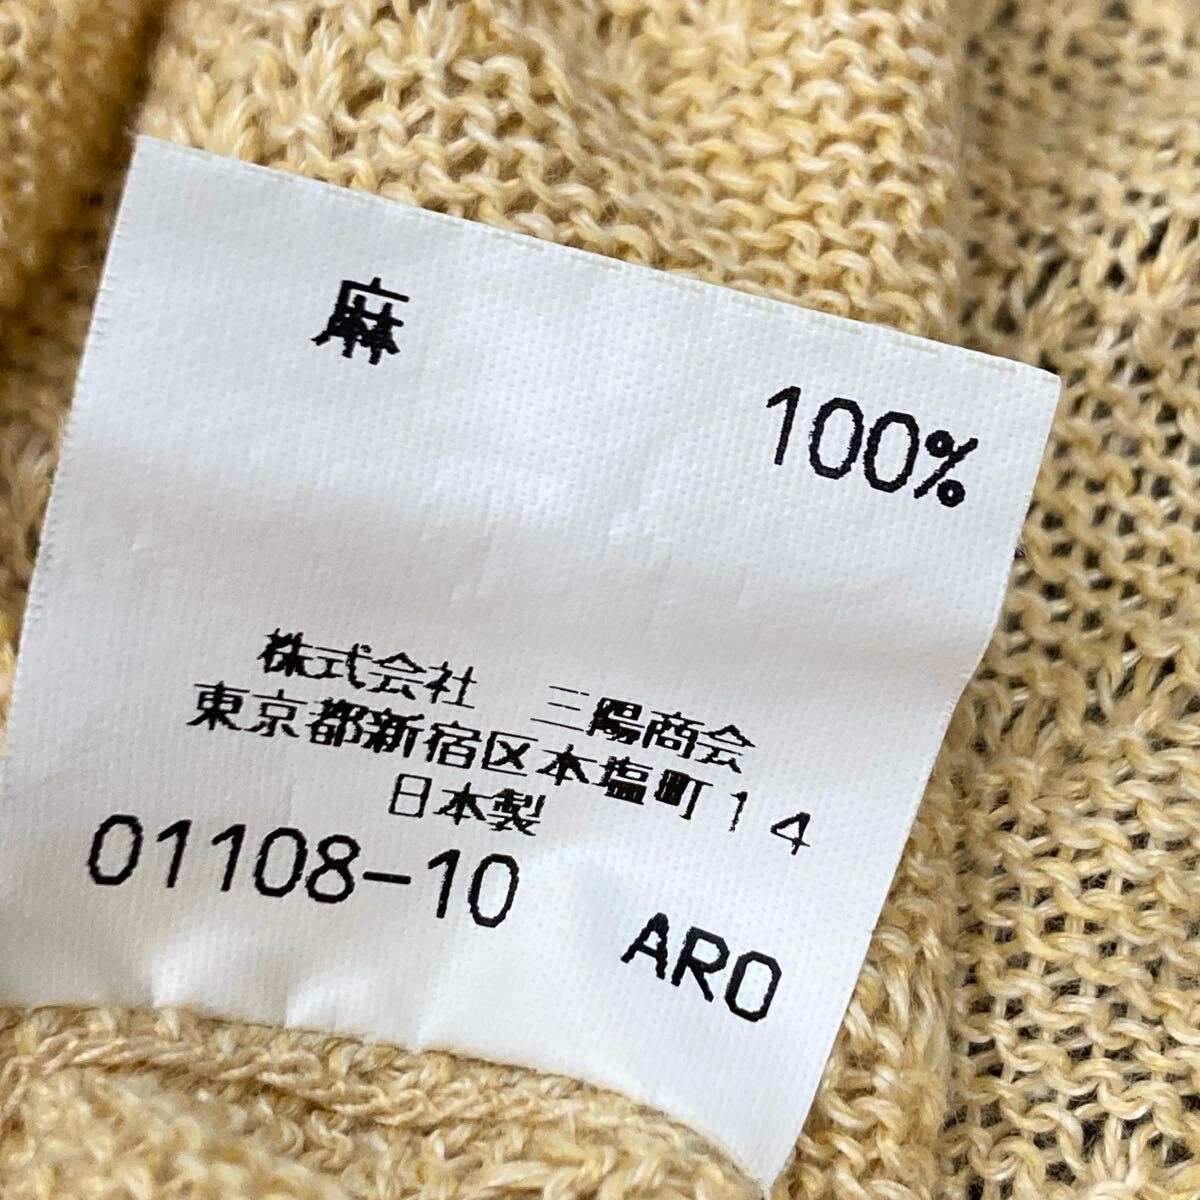 麻 100%
株式会社 三陽商会
東京都新宿区本塩町14
日本製
01108-10 ARO